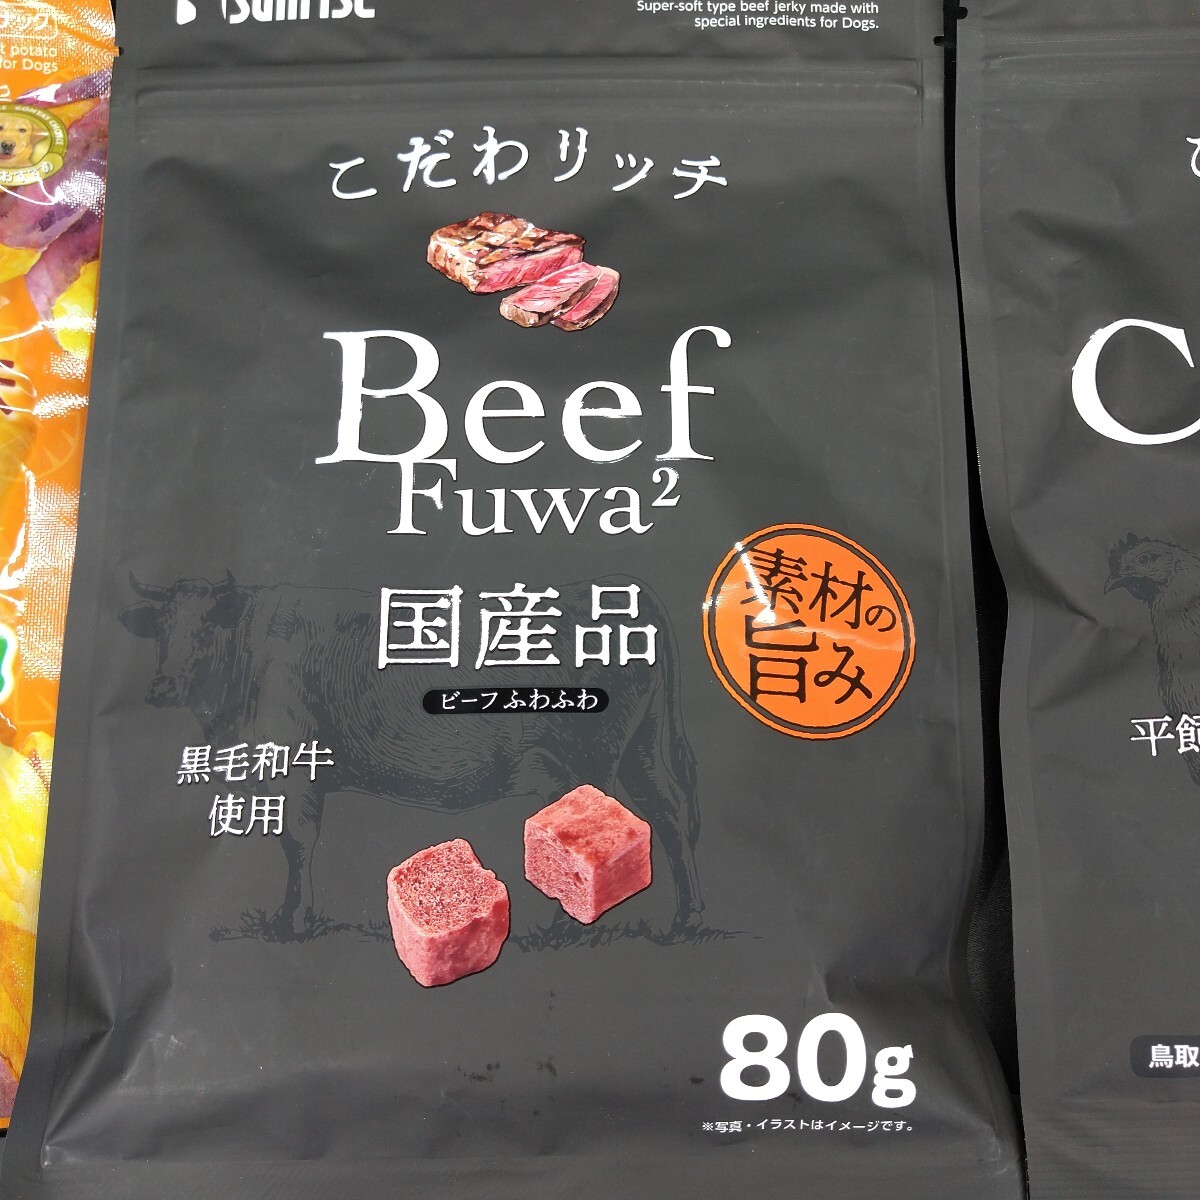 Sunrise
Super-soft type beef jerky made with
special ingredients for Dogs.
こだわリッチ
Beef
Fuwa²
国産品
ビーフふわふわ
素材の
旨み
黒毛和牛
使用
80g
※写真・イラストはイメージです。
potato
for Dogs
C
平飼
鳥取